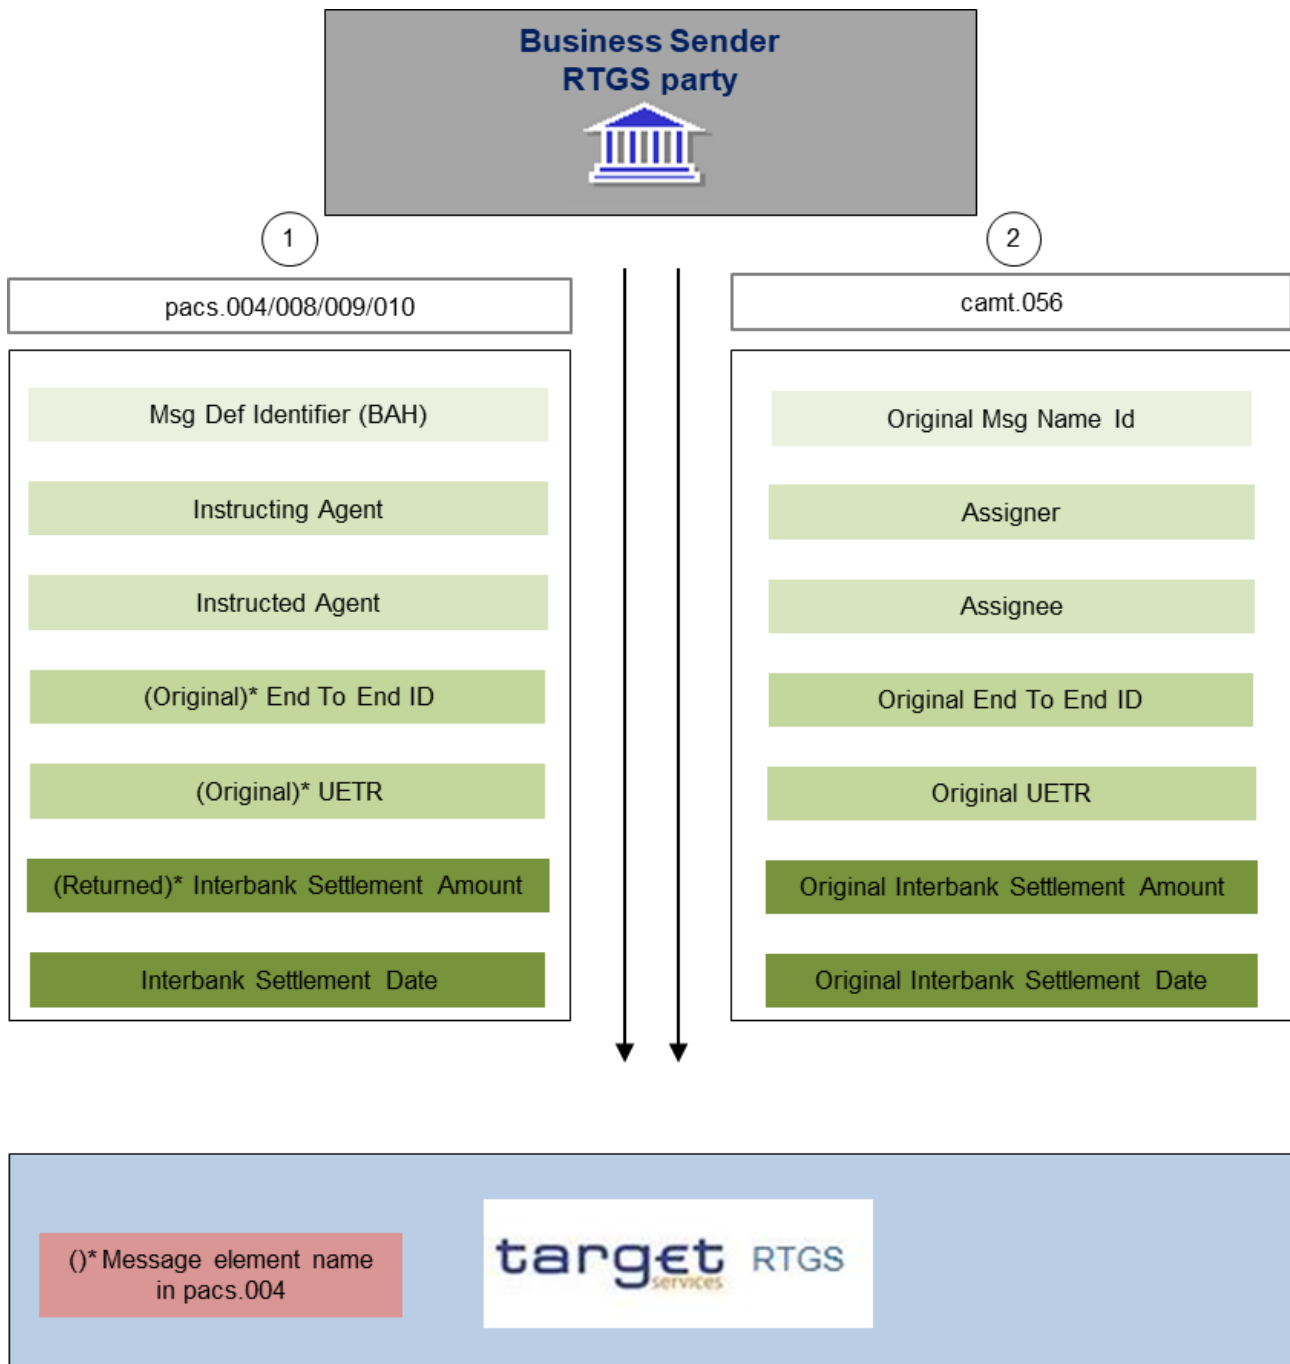 Business Sender
RTGS party
1
2
pacs.004/008/009/010
camt.056
Msg Def Identifier (BAH)
Instructing Agent
Instructed Agent
(Original)* End To End ID
(Original)* UETR
(Returned)* Interbank Settlement Amount
Interbank Settlement Date
Original Msg Name Id
Assigner
Assignee
Original End To End ID
Original UETR
Original Interbank Settlement Amount
Original Interbank Settlement Date
()* Message element name
in pacs.004
target RTGS
services